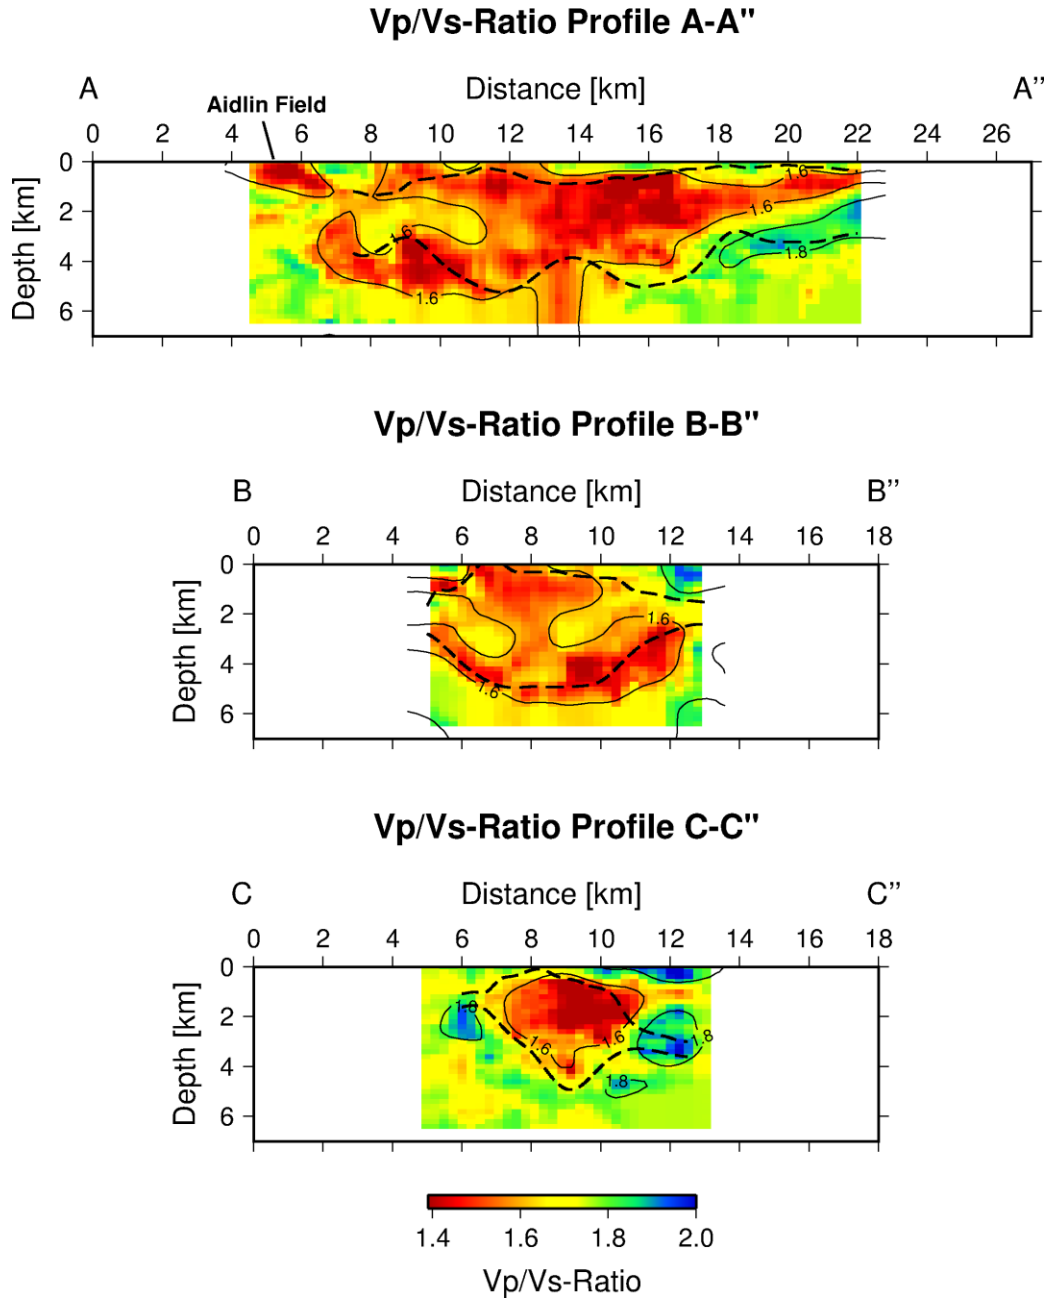 Vp/Vs-Ratio Profile A-A"
A Distance [km] A"
Aidlin Field
0 2 4 6 8 10 12 14 16 18 20 22 24 26
0
2
4
6
Depth [km]
1.6
1.6
1.6
1.6
1.8
Vp/Vs-Ratio Profile B-B"
B Distance [km] B"
0 2 4 6 8 10 12 14 16 18
0
2
4
6
Depth [km]
1.6
1.6
Vp/Vs-Ratio Profile C-C"
C Distance [km] C"
0 2 4 6 8 10 12 14 16 18
0
2
4
6
Depth [km]
1.8
1.6
1.6
1.8
1.8
1.4 1.6 1.8 2.0
Vp/Vs-Ratio